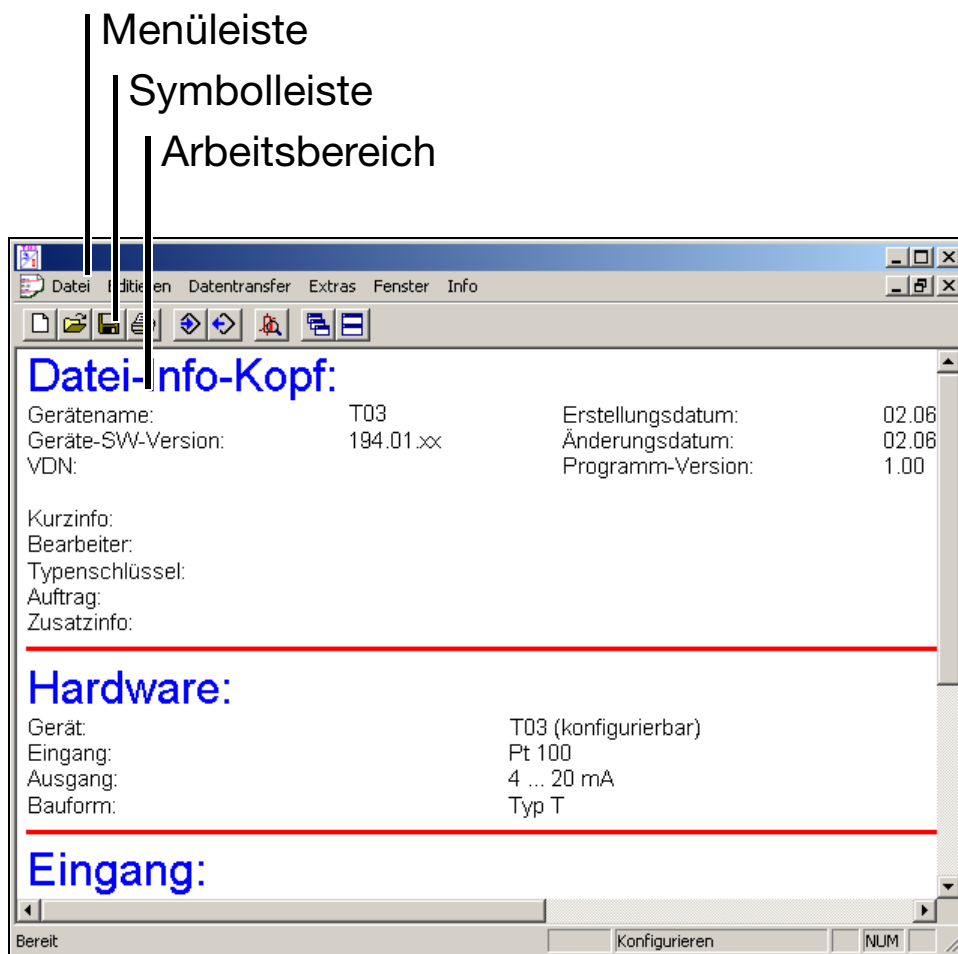 Menüleiste
Symbolleiste
Arbeitsbereich
Datei Editieren Datentransfer Extras Fenster Info
Datei-Info-Kopf:
Gerätename: T03 Erstellungsdatum: 02.06
Geräte-SW-Version: 194.01.xx Änderungsdatum: 02.06
VDN: Programm-Version: 1.00
Kurzinfo:
Bearbeiter:
Typenschlüssel:
Auftrag:
Zusatzinfo:
Hardware:
Gerät: T03 (konfigurierbar)
Eingang: Pt 100
Ausgang: 4 ... 20 mA
Bauform: Typ T
Eingang:
Bereit Konfigurieren NUM